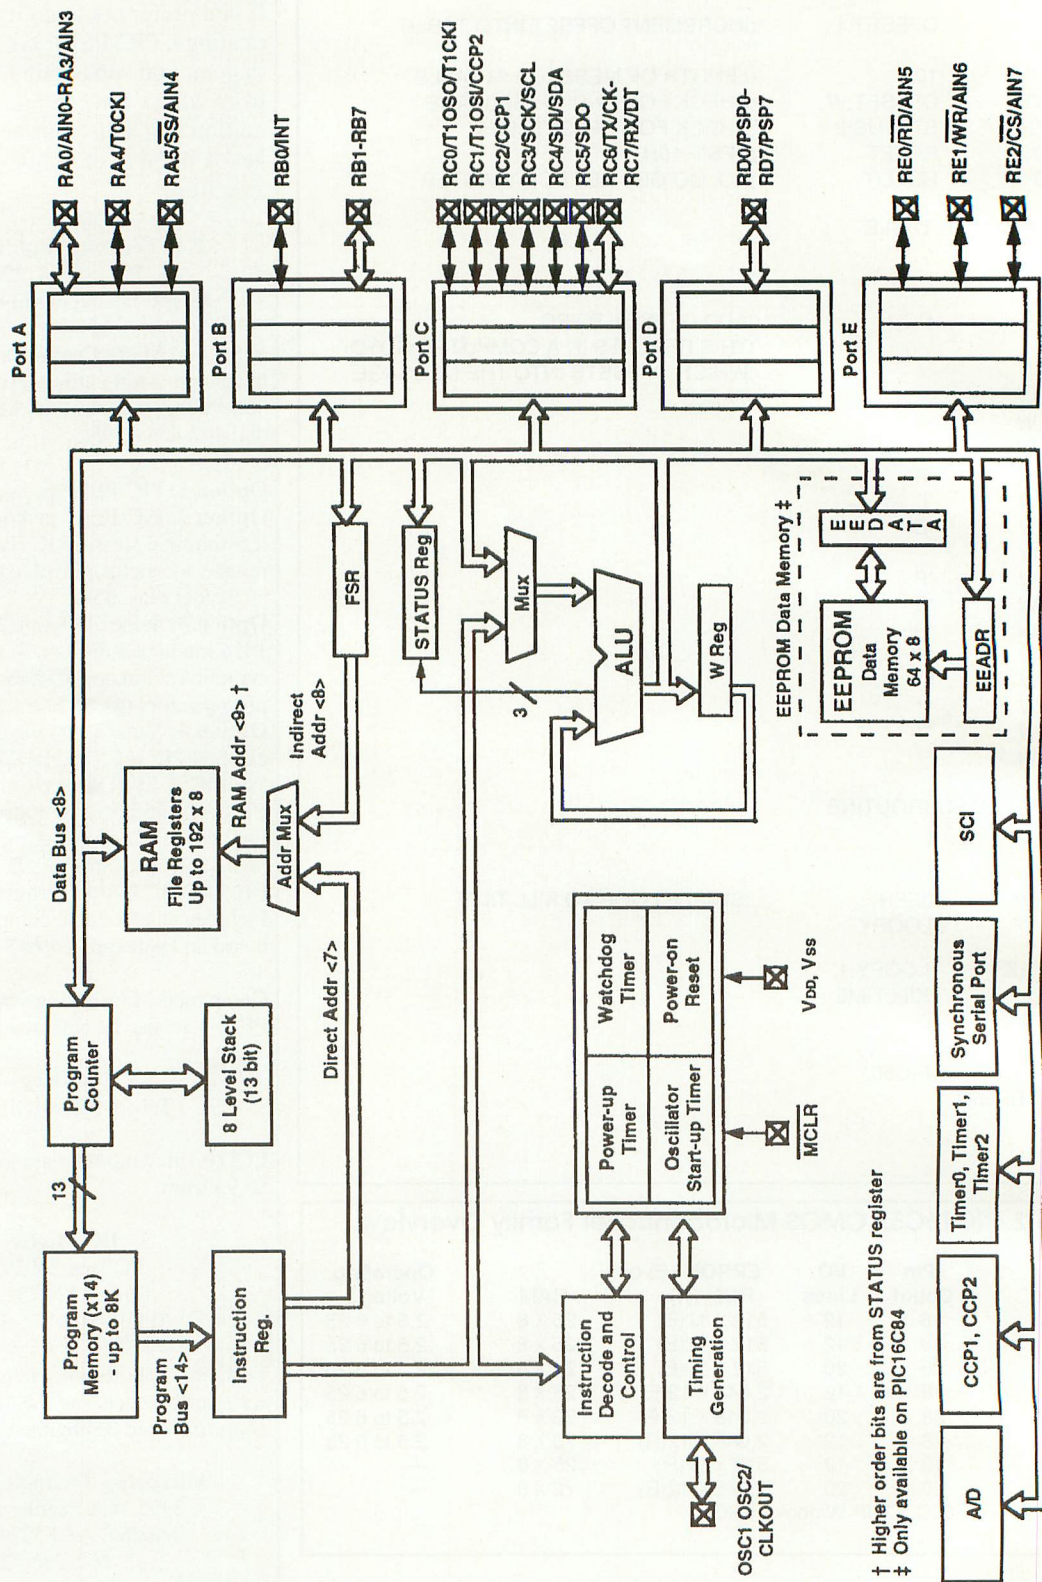 Program
Memory (x14)
- up to 8K
13
Program
Counter
Data Bus <8>
Program
Bus <14>
8 Level Stack
(13 bit)
RAM
File Registers
Up to 192 x 8
RAM Addr <9> †
Instruction
Reg.
Direct Addr <7>
Addr Mux
Indirect
Addr <8>
FSR
STATUS Reg
3
Mux
ALU
W Reg
Instruction
Decode and
Control
Timing
Generation
OSC1 OSC2/
CLKOUT
Power-up
Timer
Watchdog
Timer
Oscillator
Start-up Timer
Power-on
Reset
MCLR
VDD, VSS
Port A
RA0/AIN0-RA3/AIN3
RA4/T0CKI
RA5/SS/AIN4
Port B
RB0/INT
RB1-RB7
Port C
RC0/T1OSO/T1CKI
RC1/T1OSI/CCP2
RC2/CCP1
RC3/SCK/SCL
RC4/SDI/SDA
RC5/SDO
RC6/TX/CK-
RC7/RX/DT
Port D
RD0/PSP0-
RD7/PSP7
Port E
RE0/RD/AIN5
RE1/WR/AIN6
RE2/CS/AIN7
EEPROM Data Memory ‡
EEPROM
Data
Memory
64 x 8
EEDATA
EEADR
† Higher order bits are from STATUS register
‡ Only available on PIC16C84
A/D
CCP1, CCP2
Timer0, Timer1,
Timer2
Synchronous
Serial Port
SCI